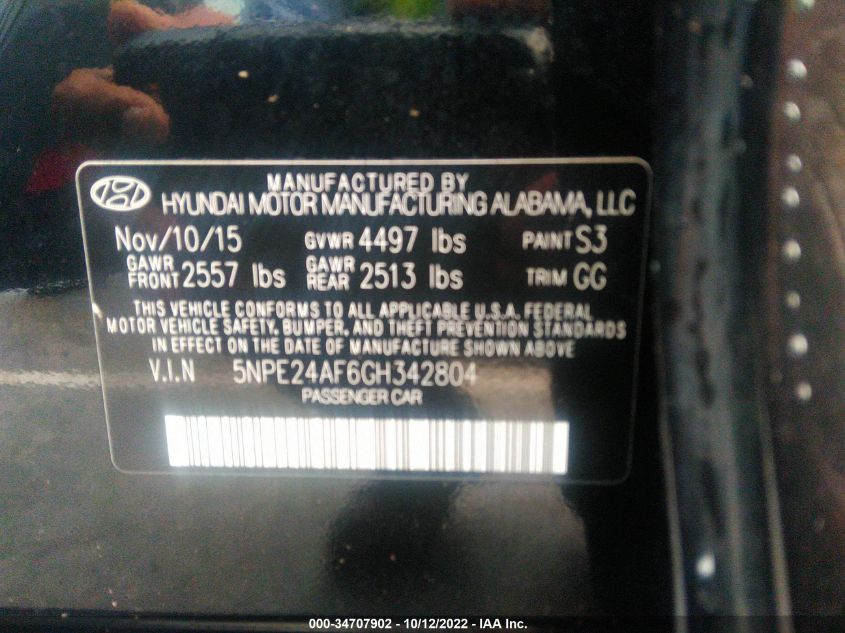 MANUFACTURED BY
HYUNDAI MOTOR MANUFACTURING ALABAMA, LLC
Nov/10/15 GVWR 4497 lbs PAINT S3
GAWR FRONT 2557 lbs GAWR REAR 2513 lbs TRIM GG
THIS VEHICLE CONFORMS TO ALL APPLICABLE U.S.A. FEDERAL
MOTOR VEHICLE SAFETY, BUMPER, AND THEFT PREVENTION STANDARDS
IN EFFECT ON THE DATE OF MANUFACTURE SHOWN ABOVE
V.I.N 5NPE24AF6GH342804
PASSENGER CAR
000-34707902 - 10/12/2022 - IAA Inc.